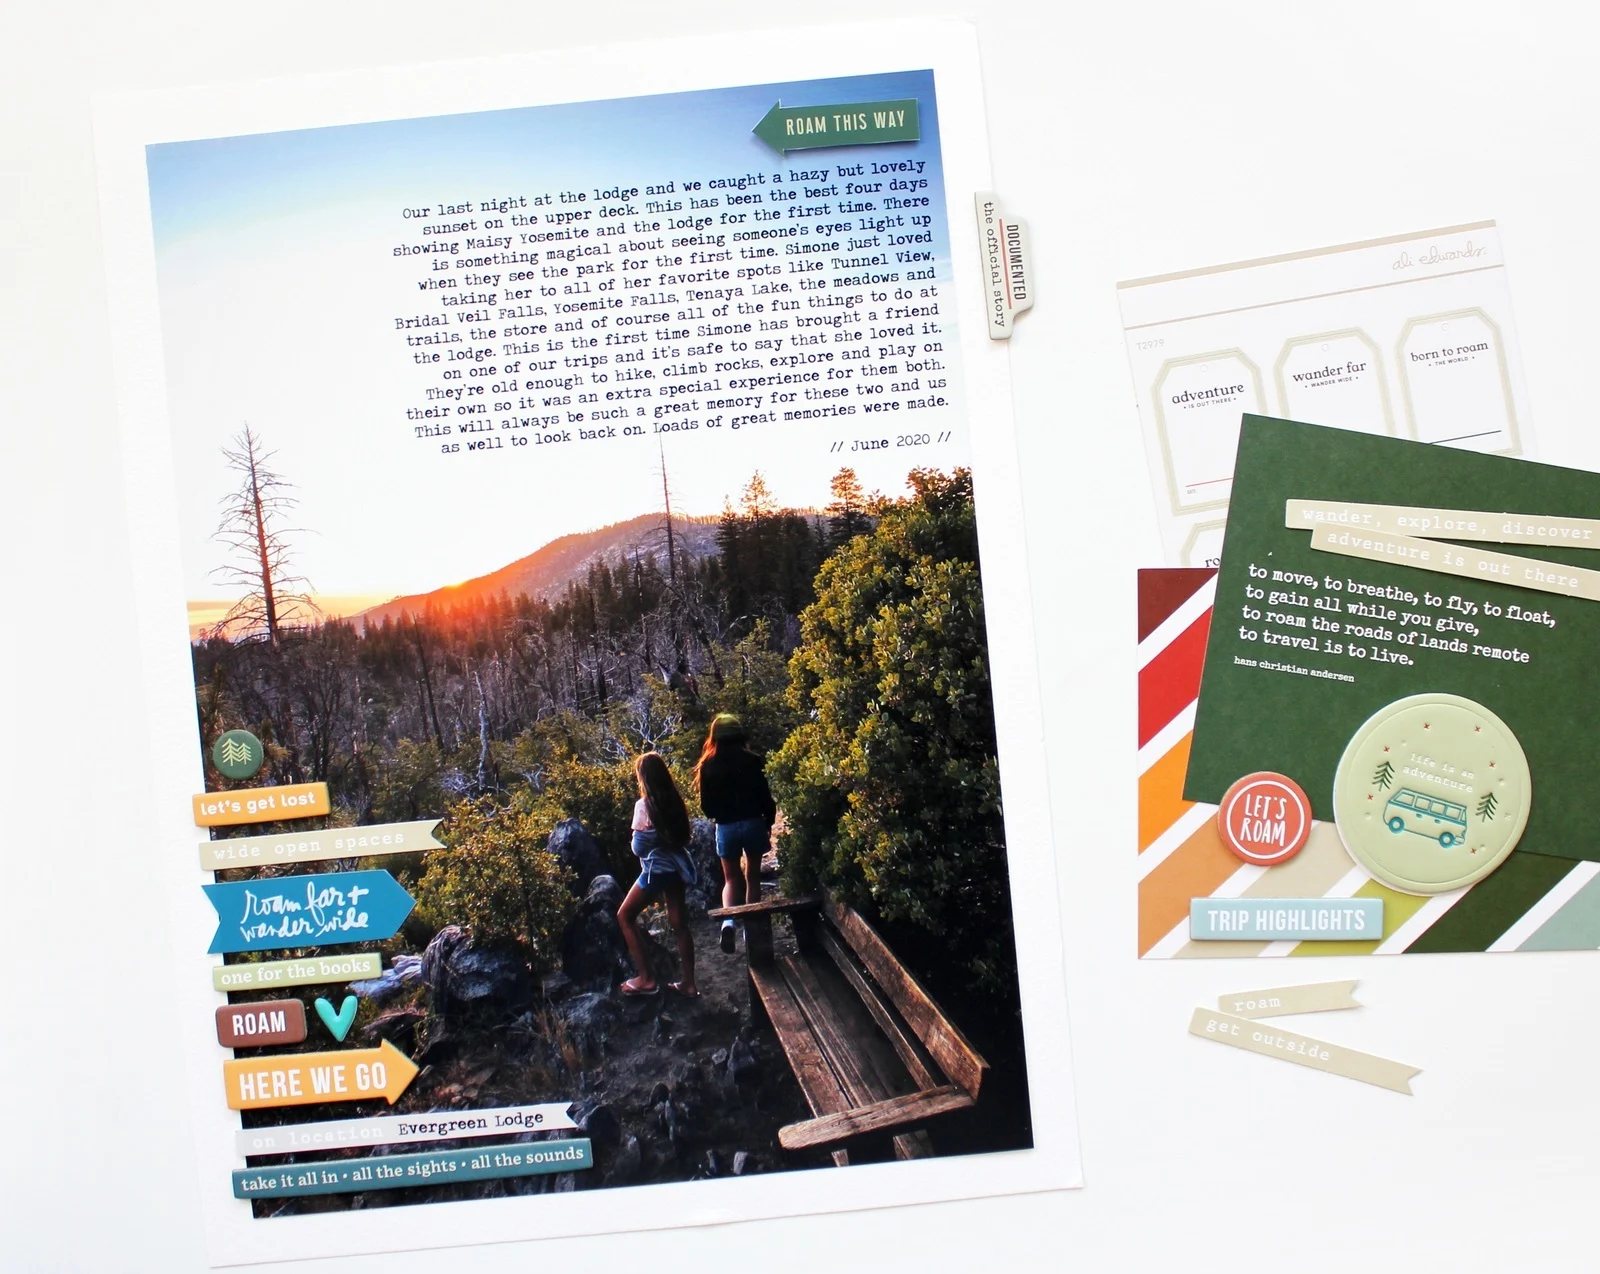 ROAM THIS WAY
Our last night at the lodge and we caught a hazy but lovely
sunset on the upper deck. This has been the best four days
showing Maisy Yosemite and the lodge for the first time. There
is something magical about seeing someone's eyes light up
when they see the park for the first time. Simone just loved
taking her to all of her favorite spots like Tunnel View,
Bridal Veil Falls, Yosemite Falls, Tenaya Lake, the meadows and
trails, the store and of course all of the fun things to do at
the lodge. This is the first time Simone has brought a friend
on one of our trips and it's safe to say that she loved it.
They're old enough to hike, climb rocks, explore and play on
their own so it was an extra special experience for them both.
This will always be such a great memory for these two and us
as well to look back on. Loads of great memories were made.
// June 2020 //
DOCUMENTED
the official story
let's get lost
wide open spaces
roam far +
wander wide
one for the books
ROAM
HERE WE GO
on location Evergreen Lodge
take it all in • all the sights • all the sounds
ali edwards.
T2979
adventure
• IS OUT THERE •
wander far
• WANDER WIDE •
born to roam
• THE WORLD •
ro
wander, explore, discover
adventure is out there
to move, to breathe, to fly, to float,
to gain all while you give,
to roam the roads of lands remote
to travel is to live.
hans christian andersen
life is an
adventure
LET'S
ROAM
TRIP HIGHLIGHTS
roam
get outside